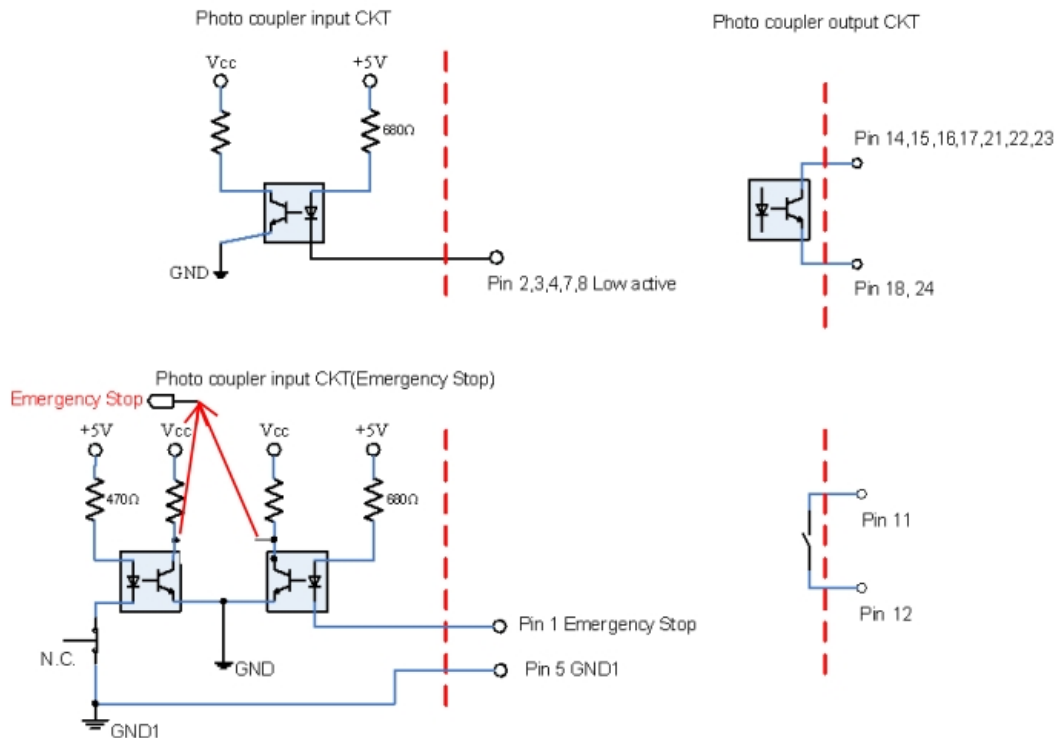 Photo coupler input CKT
Photo coupler output CKT
Vcc
+5V
680Ω
GND
Pin 2,3,4,7,8 Low active
Pin 14,15,16,17,21,22,23
Pin 18, 24
Photo coupler input CKT(Emergency Stop)
Emergency Stop
+5V
Vcc
Vcc
+5V
470Ω
680Ω
N.C.
GND
GND1
Pin 1 Emergency Stop
Pin 5 GND1
Pin 11
Pin 12